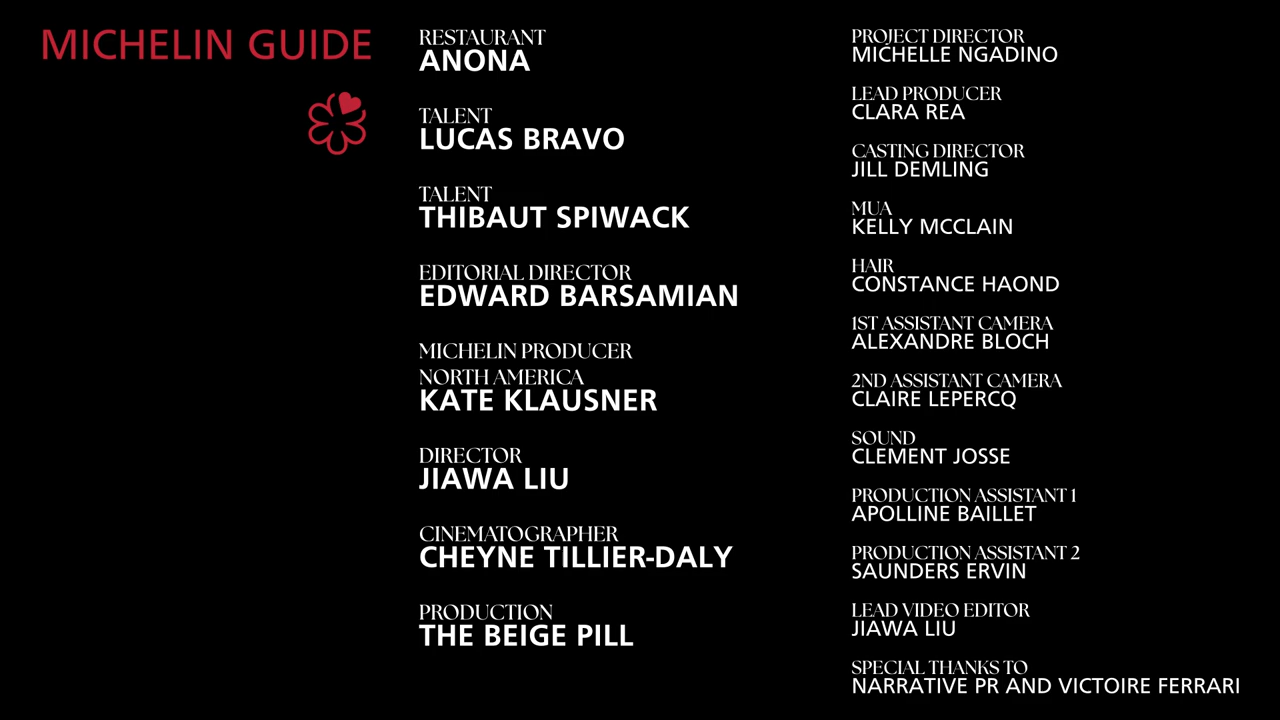 MICHELIN GUIDE
RESTAURANT
ANONA
TALENT
LUCAS BRAVO
TALENT
THIBAUT SPIWACK
EDITORIAL DIRECTOR
EDWARD BARSAMIAN
MICHELIN PRODUCER
NORTH AMERICA
KATE KLAUSNER
DIRECTOR
JIAWA LIU
CINEMATOGRAPHER
CHEYNE TILLIER-DALY
PRODUCTION
THE BEIGE PILL
PROJECT DIRECTOR
MICHELLE NGADINO
LEAD PRODUCER
CLARA REA
CASTING DIRECTOR
JILL DEMLING
MUA
KELLY MCCLAIN
HAIR
CONSTANCE HAOND
1ST ASSISTANT CAMERA
ALEXANDRE BLOCH
2ND ASSISTANT CAMERA
CLAIRE LEPERCQ
SOUND
CLEMENT JOSSE
PRODUCTION ASSISTANT 1
APOLLINE BAILLET
PRODUCTION ASSISTANT 2
SAUNDERS ERVIN
LEAD VIDEO EDITOR
JIAWA LIU
SPECIAL THANKS TO
NARRATIVE PR AND VICTOIRE FERRARI